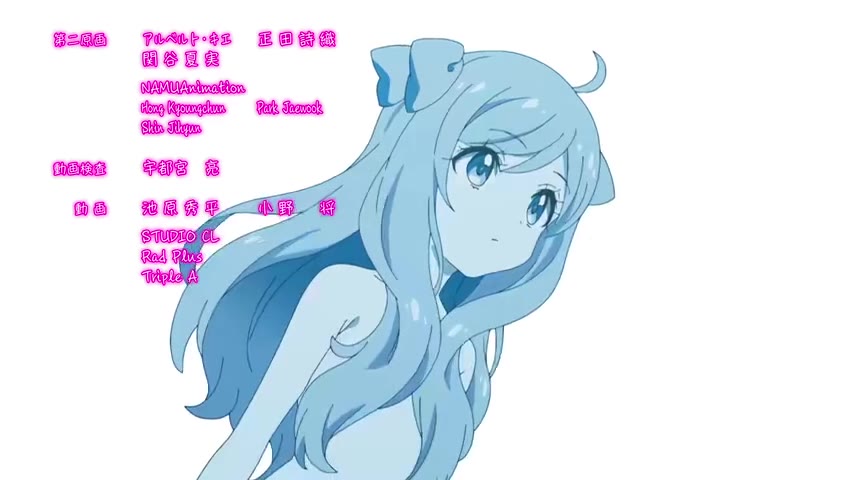 第二原画 アルベルト・キエ 正田詩織
関谷夏実
NAMUAnimation
Hong Kyoungchun Park Jaewook
Shin Jihyun
動画検査 宇都宮 亮
動画 池原秀平 小野 将
STUDIO CL
Rad Plus
Triple A